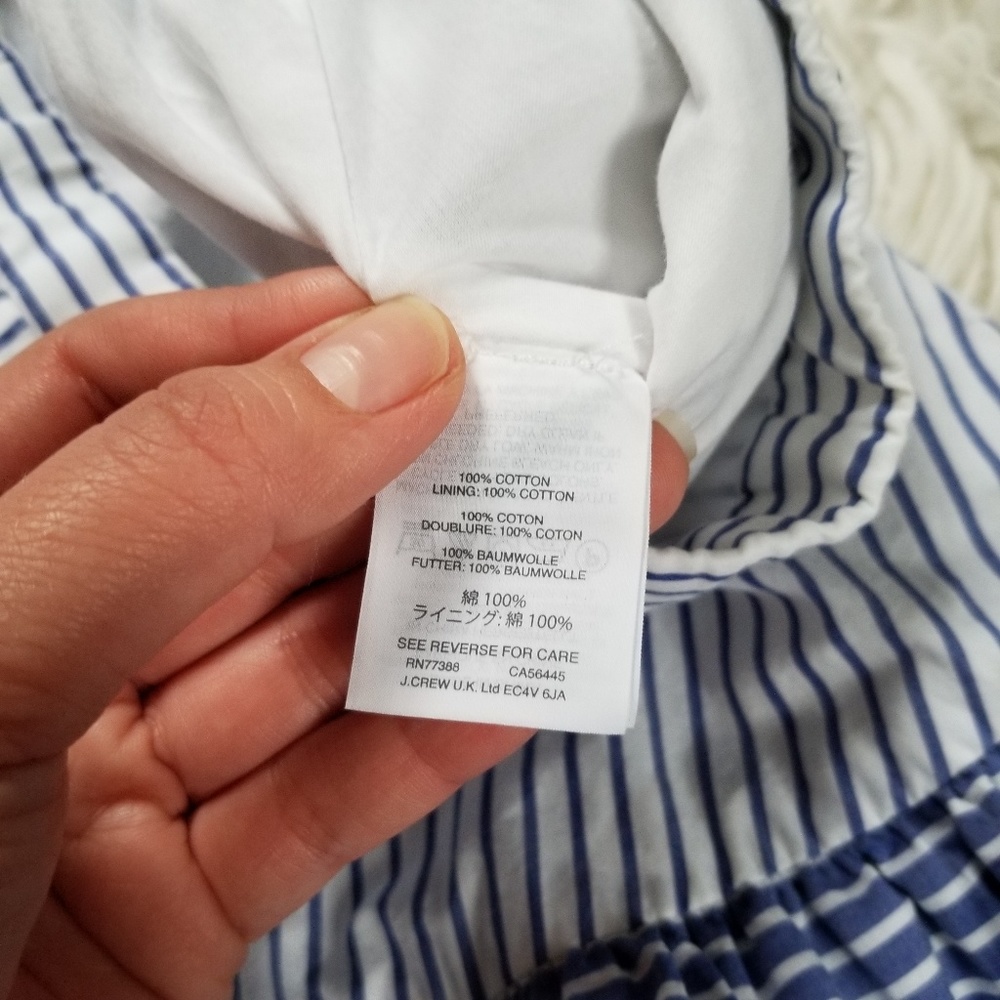 100% COTTON
LINING: 100% COTTON
100% COTON
DOUBLURE: 100% COTON
100% BAUMWOLLE
FUTTER: 100% BAUMWOLLE
綿 100%
ライニング: 綿 100%
SEE REVERSE FOR CARE
RN77388 CA56445
J.CREW U.K. Ltd EC4V 6JA